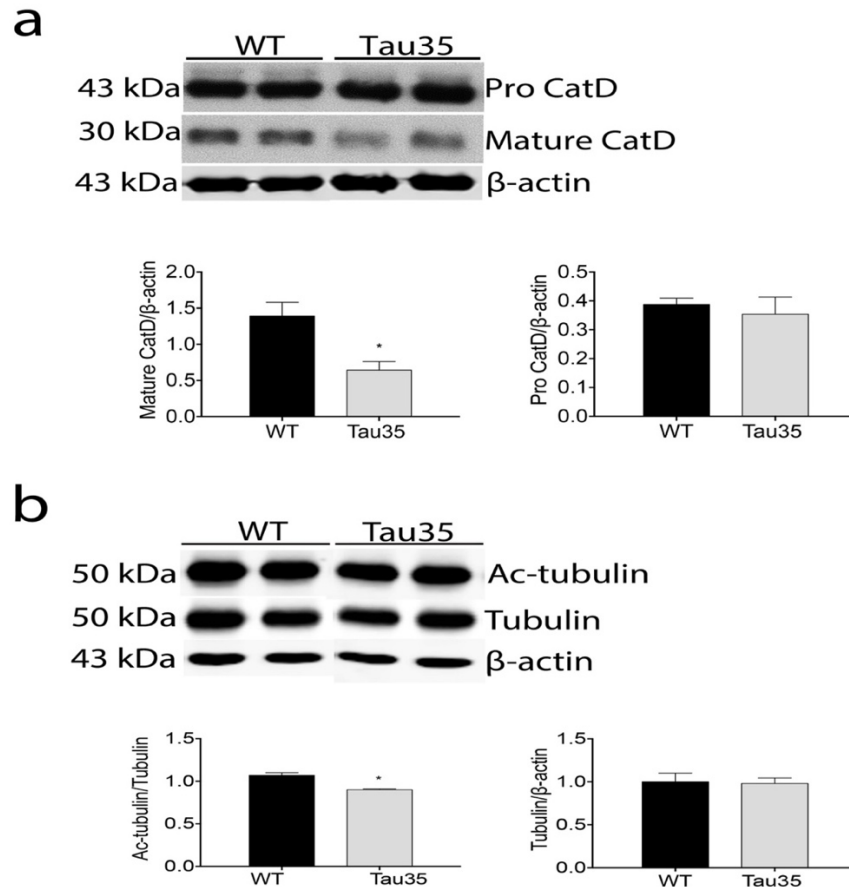 a
WT Tau35
43 kDa Pro CatD
30 kDa Mature CatD
43 kDa β-actin
Mature CatD/β-actin
2.0
1.5
1.0
0.5
0.0
*
WT Tau35
Pro CatD/β-actin
0.5
0.4
0.3
0.2
0.1
0.0
WT Tau35
b
WT Tau35
50 kDa Ac-tubulin
50 kDa Tubulin
43 kDa β-actin
Ac-tubulin/Tubulin
1.5
1.0
0.5
0.0
*
WT Tau35
Tubulin/β-actin
1.5
1.0
0.5
0.0
WT Tau35